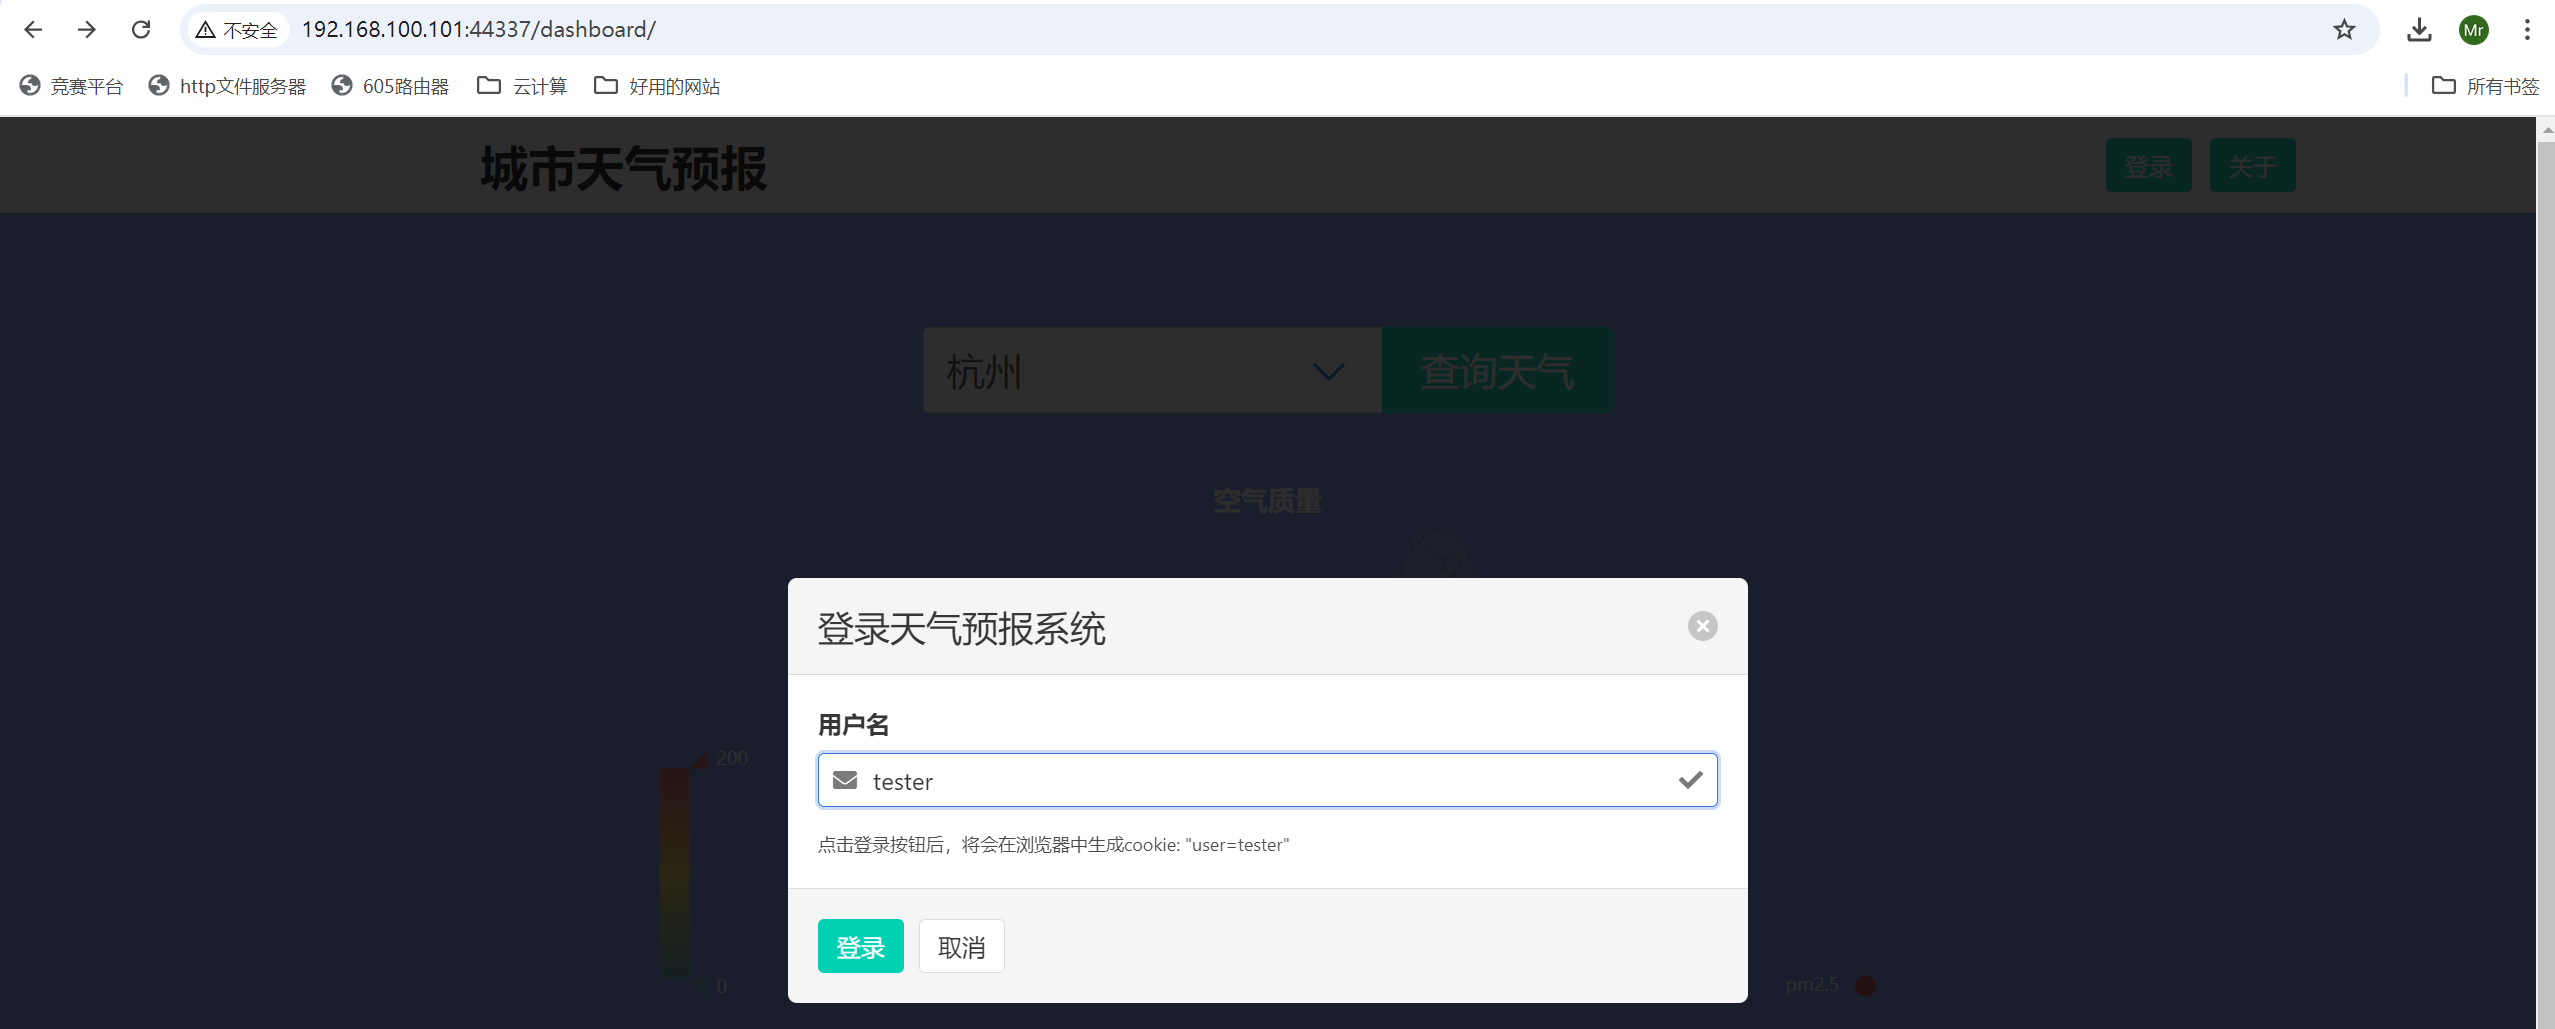 不安全 192.168.100.101:44337/dashboard/ Mr
竞赛平台 http文件服务器 605路由器 云计算 好用的网站 所有书签
城市天气预报 登录 关于
杭州 查询天气
空气质量
登录天气预报系统
用户名
200
tester
点击登录按钮后，将会在浏览器中生成cookie: "user=tester"
登录 取消
0 pm2.5